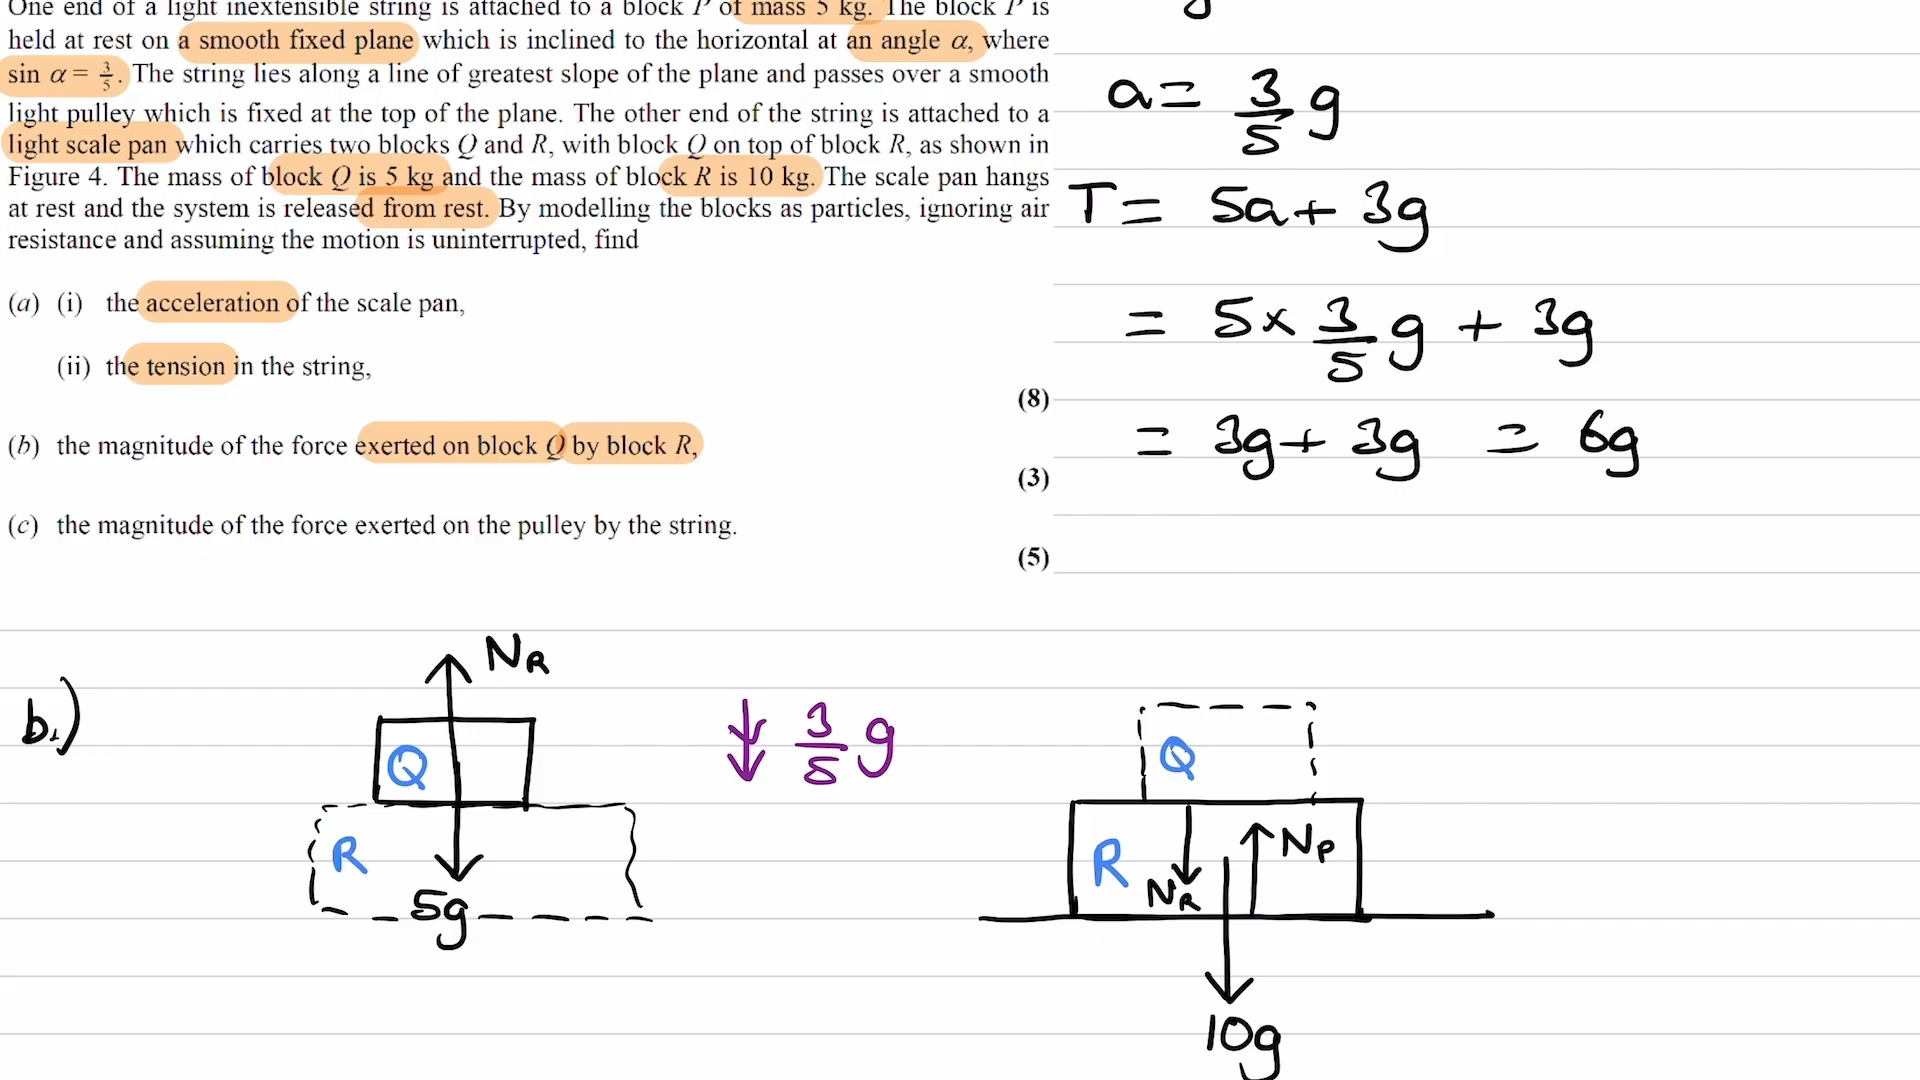 One end of a light inextensible string is attached to a block P of mass 5 kg. The block P is
held at rest on a smooth fixed plane which is inclined to the horizontal at an angle α, where
sin α = 3/5. The string lies along a line of greatest slope of the plane and passes over a smooth
light pulley which is fixed at the top of the plane. The other end of the string is attached to a
light scale pan which carries two blocks Q and R, with block Q on top of block R, as shown in
Figure 4. The mass of block Q is 5 kg and the mass of block R is 10 kg. The scale pan hangs
at rest and the system is released from rest. By modelling the blocks as particles, ignoring air
resistance and assuming the motion is uninterrupted, find
(a) (i) the acceleration of the scale pan,
(ii) the tension in the string,
(8)
(b) the magnitude of the force exerted on block Q by block R,
(3)
(c) the magnitude of the force exerted on the pulley by the string.
(5)
a = 3/5 g
T = 5a + 3g
= 5 × 3/5 g + 3g
= 3g + 3g = 6g
b.)
N_R
Q
R
5g
3/5 g
Q
R
N_R
N_P
10g